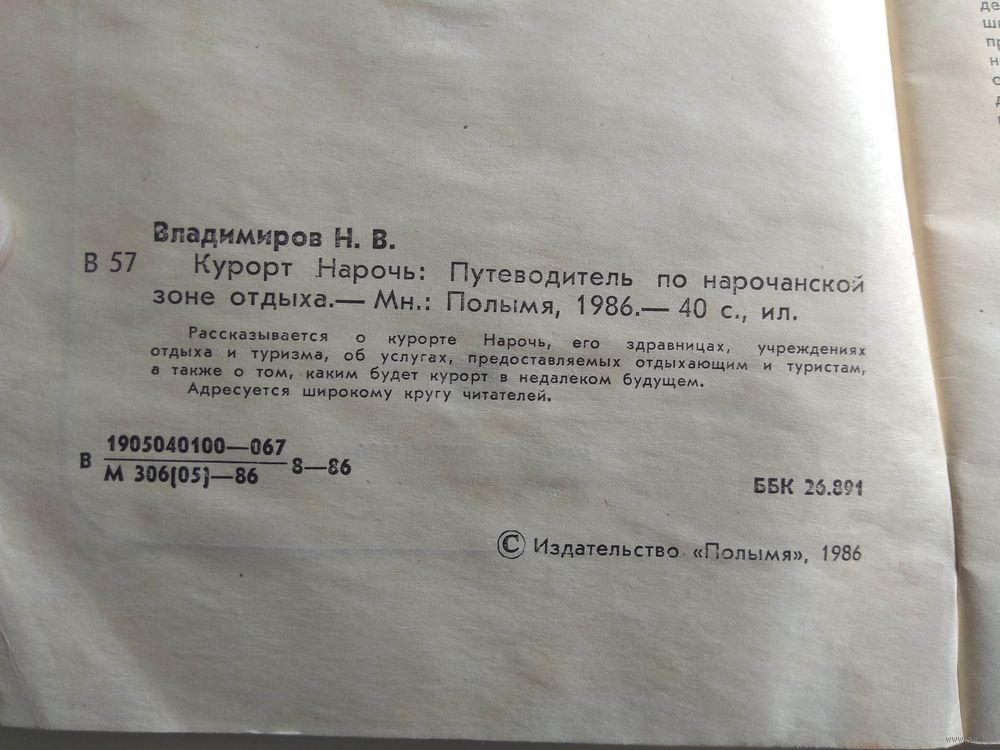 Владимиров Н. В.
В 57
Курорт Нарочь: Путеводитель по нарочанской
зоне отдыха.— Мн.: Полымя, 1986.— 40 с., ил.
Рассказывается о курорте Нарочь, его здравницах, учреждениях
отдыха и туризма, об услугах, предоставляемых отдыхающим и туристам,
а также о том, каким будет курорт в недалеком будущем.
Адресуется широкому кругу читателей.
В 1905040100—067
М 306(05)—86 8—86
ББК 26.891
© Издательство «Полымя», 1986